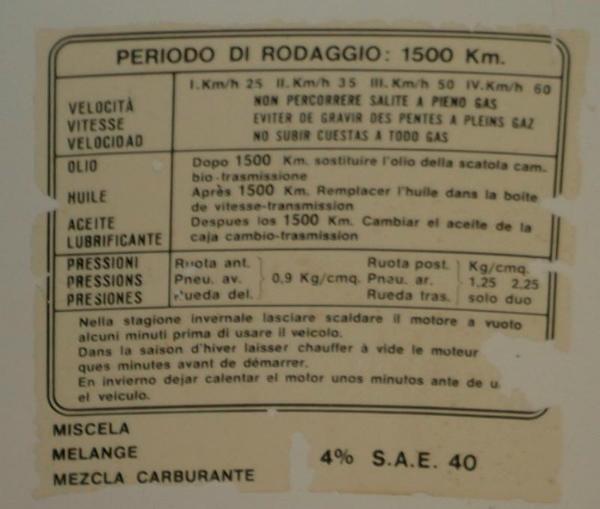 PERIODO DI RODAGGIO: 1500 Km.
I. Km/h 25 II. Km/h 35 III. Km/h 50 IV. Km/h 60
VELOCITÀ NON PERCORRERE SALITE A PIENO GAS
VITESSE EVITER DE GRAVIR DES PENTES A PLEINS GAZ
VELOCIDAD NO SUBIR CUESTAS A TODO GAS
OLIO Dopo 1500 Km. sostituire l'olio della scatola cam.
bio-trasmissione
HUILE Après 1500 Km. Remplacer l'huile dans la boite
de vitesse-transmission
ACEITE Despues los 1500 Km. Cambiar el aceite de la
LUBRIFICANTE caja cambio-trasmission
PRESSIONI Ruota ant. Ruota post. Kg/cmq.
PRESSIONS Pneu. av. 0,9 Kg/cmq. Pneu. ar. 1,25 2,25
PRESIONES Rueda del. Rueda tras. solo duo
Nella stagione invernale lasciare scaldare il motore a vuoto
alcuni minuti prima di usare il veicolo.
Dans la saison d'hiver laisser chauffer à vide le moteur
ques minutes avant de démarrer.
En invierno dejar calentar el motor unos minutos ante de u
el veiculo.
MISCELA
MELANGE 4% S.A.E. 40
MEZCLA CARBURANTE